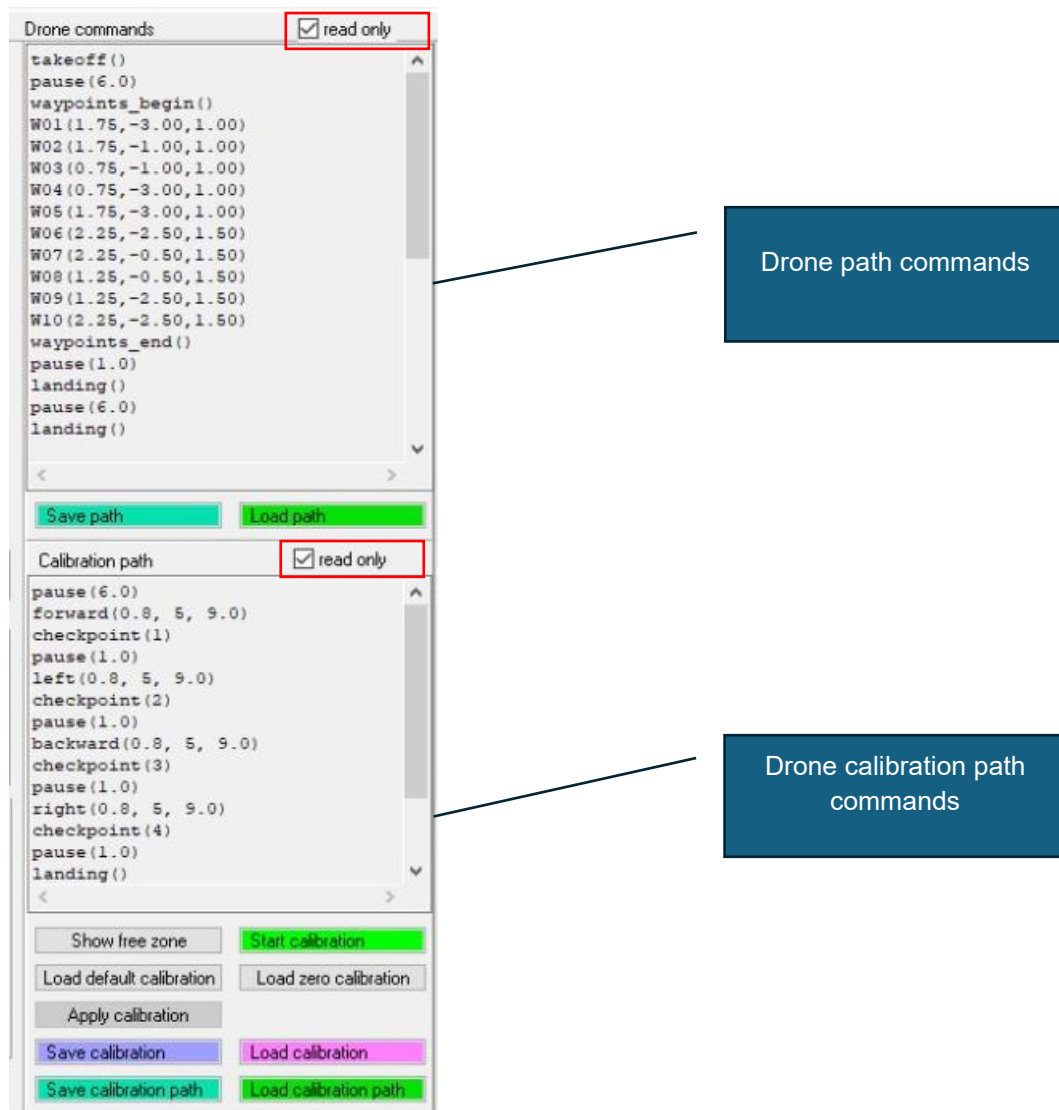 Drone commands read only
takeoff()
pause(6.0)
waypoints_begin()
W01(1.75,-3.00,1.00)
W02(1.75,-1.00,1.00)
W03(0.75,-1.00,1.00)
W04(0.75,-3.00,1.00)
W05(1.75,-3.00,1.00)
W06(2.25,-2.50,1.50)
W07(2.25,-0.50,1.50)
W08(1.25,-0.50,1.50)
W09(1.25,-2.50,1.50)
W10(2.25,-2.50,1.50)
waypoints_end()
pause(1.0)
landing()
pause(6.0)
landing()
Save path Load path
Drone path commands
Calibration path read only
pause(6.0)
forward(0.8, 5, 9.0)
checkpoint(1)
pause(1.0)
left(0.8, 5, 9.0)
checkpoint(2)
pause(1.0)
backward(0.8, 5, 9.0)
checkpoint(3)
pause(1.0)
right(0.8, 5, 9.0)
checkpoint(4)
pause(1.0)
landing()
Drone calibration path
commands
Show free zone Start calibration
Load default calibration Load zero calibration
Apply calibration
Save calibration Load calibration
Save calibration path Load calibration path